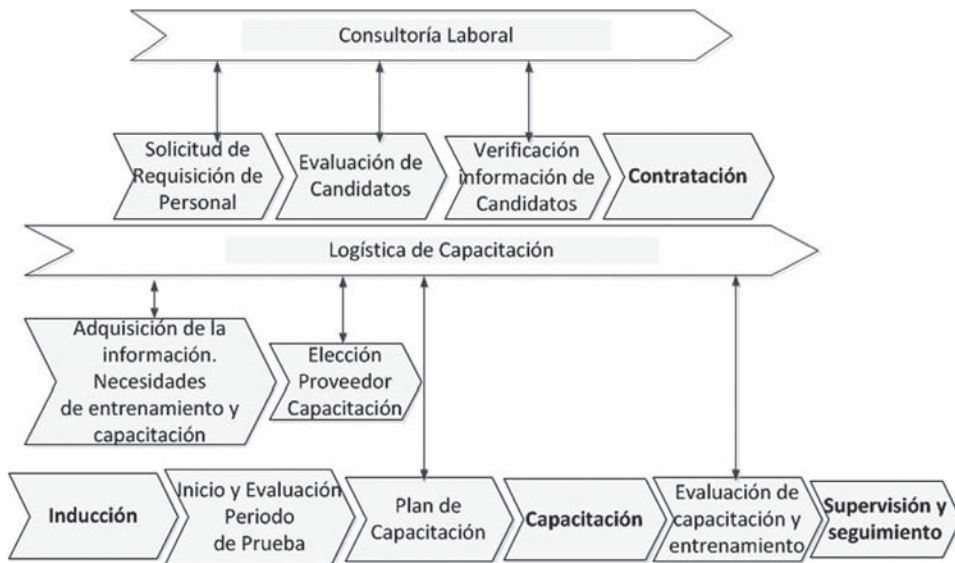 Consultoría Laboral
Solicitud de
Requisición de
Personal
Evaluación de
Candidatos
Verificación
información de
Candidatos
Contratación
Logística de Capacitación
Adquisición de la
información.
Necesidades
de entrenamiento y
capacitación
Elección
Proveedor
Capacitación
Inducción
Inicio y Evaluación
Periodo
de Prueba
Plan de
Capacitación
Capacitación
Evaluación de
capacitación y
entrenamiento
Supervisión y
seguimiento